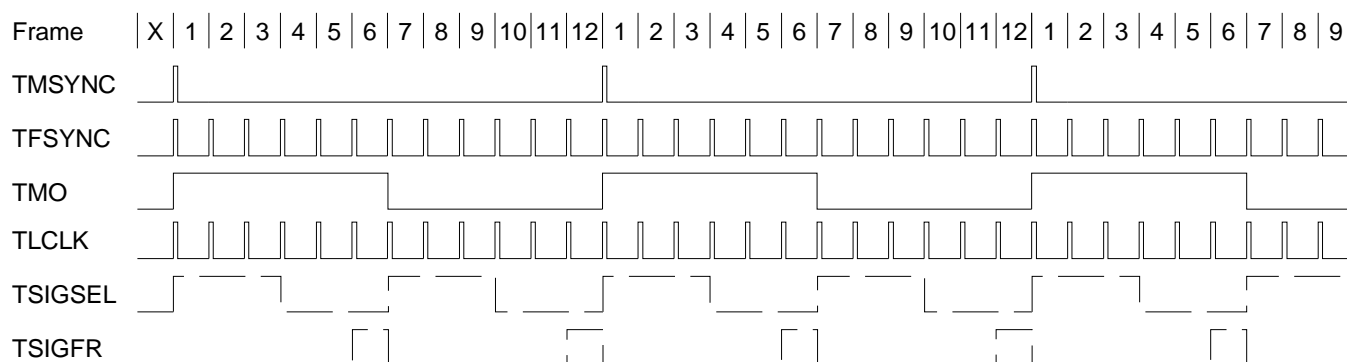 Frame X 1 2 3 4 5 6 7 8 9 10 11 12 1 2 3 4 5 6 7 8 9 10 11 12 1 2 3 4 5 6 7 8 9
TMSYNC
TFSYNC
TMO
TLCLK
TSIGSEL
TSIGFR